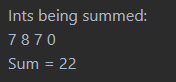 Ints being summed:
7 8 7 0
Sum = 22